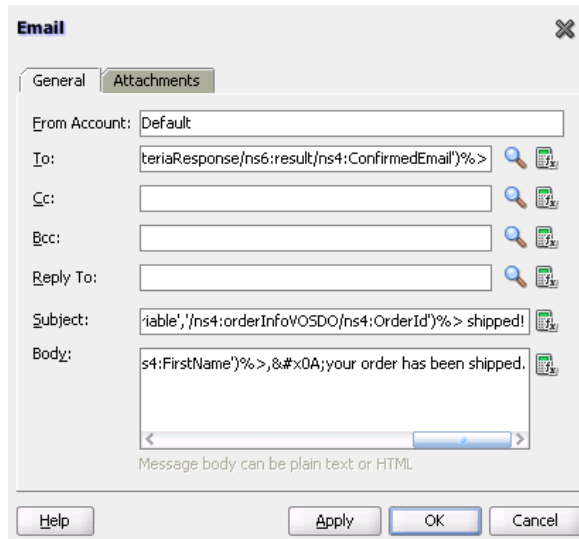 Email
General Attachments
From Account: Default
To: teriaResponse/ns6:result/ns4:ConfirmedEmail')%>
Cc:
Bcc:
Reply To:
Subject: riable','/ns4:orderInfoVOSDO/ns4:OrderId')%> shipped!
Body: s4:FirstName')%>,&#x0A;your order has been shipped.
Message body can be plain text or HTML
Help Apply OK Cancel